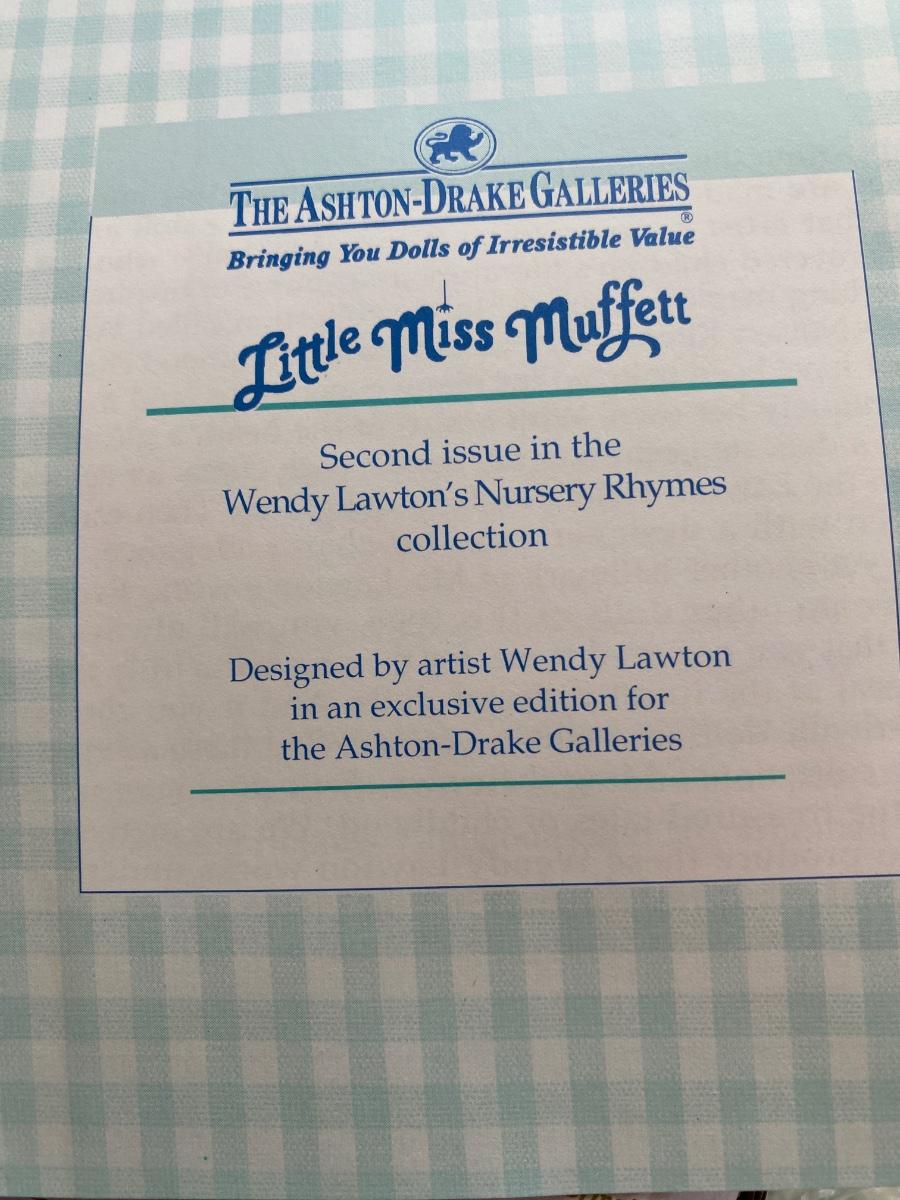 THE ASHTON-DRAKE GALLERIES
®
Bringing You Dolls of Irresistible Value
Little Miss Muffett
Second issue in the
Wendy Lawton's Nursery Rhymes
collection
Designed by artist Wendy Lawton
in an exclusive edition for
the Ashton-Drake Galleries